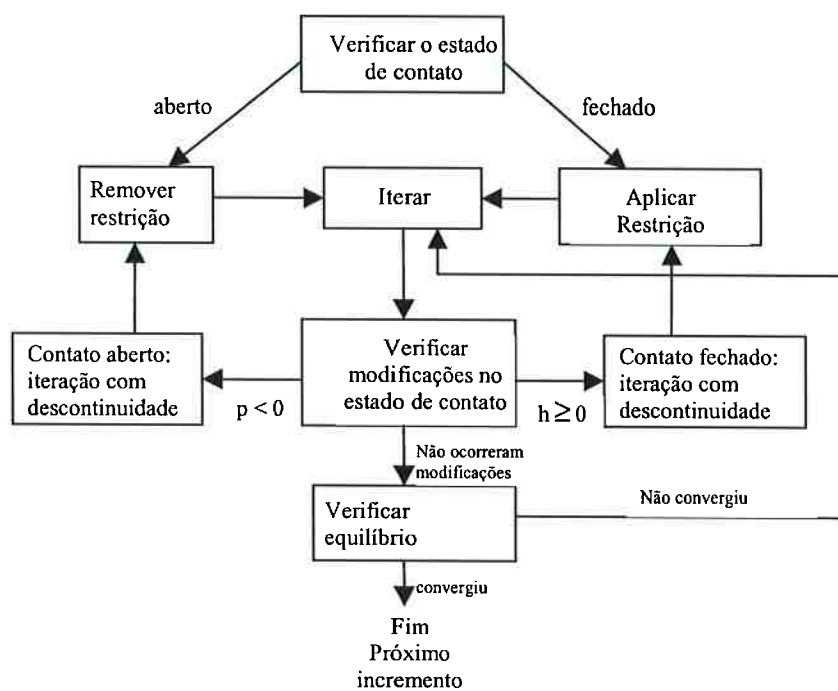 Verificar o estado
de contato
aberto
fechado
Remover
restrição
Iterar
Aplicar
Restrição
Contato aberto:
iteração com
descontinuidade
p < 0
Verificar
modificações no
estado de contato
h ≥ 0
Contato fechado:
iteração com
descontinuidade
Não ocorreram
modificações
Verificar
equilíbrio
Não convergiu
convergiu
Fim
Próximo
incremento